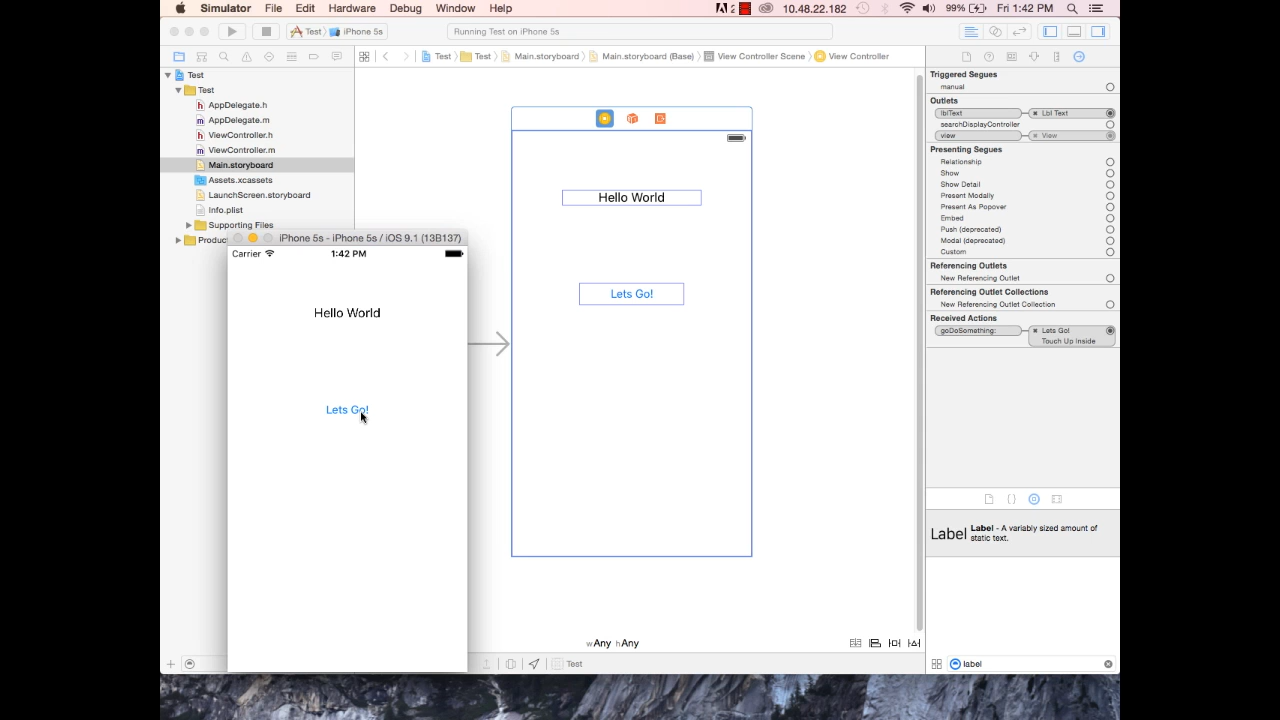 Simulator File Edit Hardware Debug Window Help
2 10.48.22.182 99% Fri 1:42 PM
Test iPhone 5s
Running Test on iPhone 5s
Test Test Main.storyboard Main.storyboard (Base) View Controller Scene View Controller
Test
Test
h AppDelegate.h
m AppDelegate.m
h ViewController.h
m ViewController.m
Main.storyboard
Assets.xcassets
LaunchScreen.storyboard
Info.plist
Supporting Files
Produc
iPhone 5s - iPhone 5s / iOS 9.1 (13B137)
Carrier 1:42 PM
Hello World
Lets Go!
Hello World
Lets Go!
wAny hAny
Test
Triggered Segues
manual
Outlets
lblText Lbl Text
searchDisplayController
view View
Presenting Segues
Relationship
Show
Show Detail
Present Modally
Present As Popover
Embed
Push (deprecated)
Modal (deprecated)
Custom
Referencing Outlets
New Referencing Outlet
Referencing Outlet Collections
New Referencing Outlet Collection
Received Actions
goDoSomething: Lets Go!
Touch Up Inside
Label Label - A variably sized amount of
static text.
label